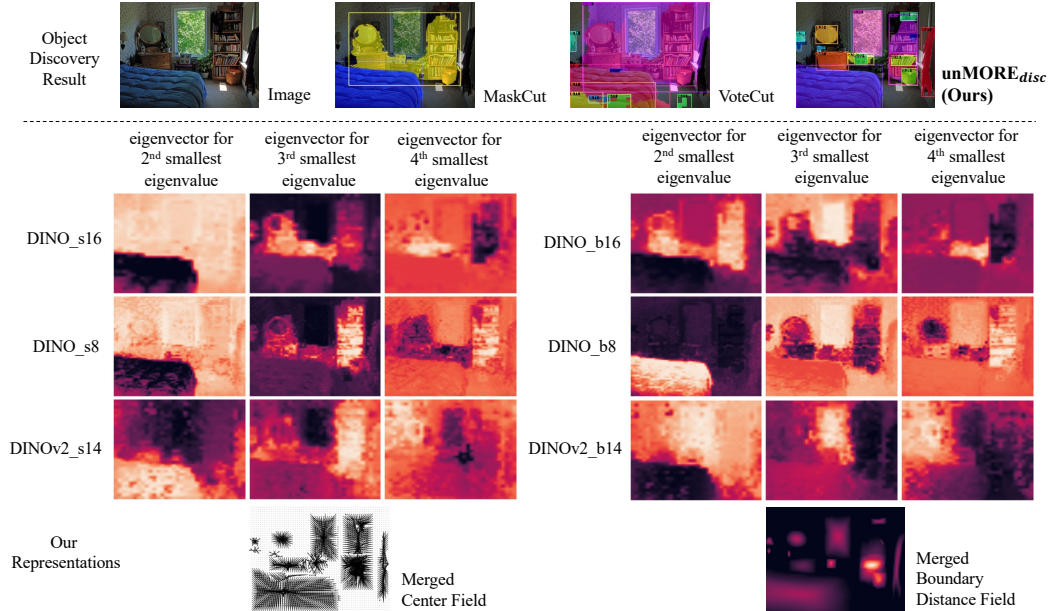 Object
Discovery
Result
Image
MaskCut
VoteCut
unMORE_disc
(Ours)
eigenvector for
2nd smallest
eigenvalue
eigenvector for
3rd smallest
eigenvalue
eigenvector for
4th smallest
eigenvalue
eigenvector for
2nd smallest
eigenvalue
eigenvector for
3rd smallest
eigenvalue
eigenvector for
4th smallest
eigenvalue
DINO_s16
DINO_b16
DINO_s8
DINO_b8
DINOv2_s14
DINOv2_b14
Our
Representations
Merged
Center Field
Merged
Boundary
Distance Field